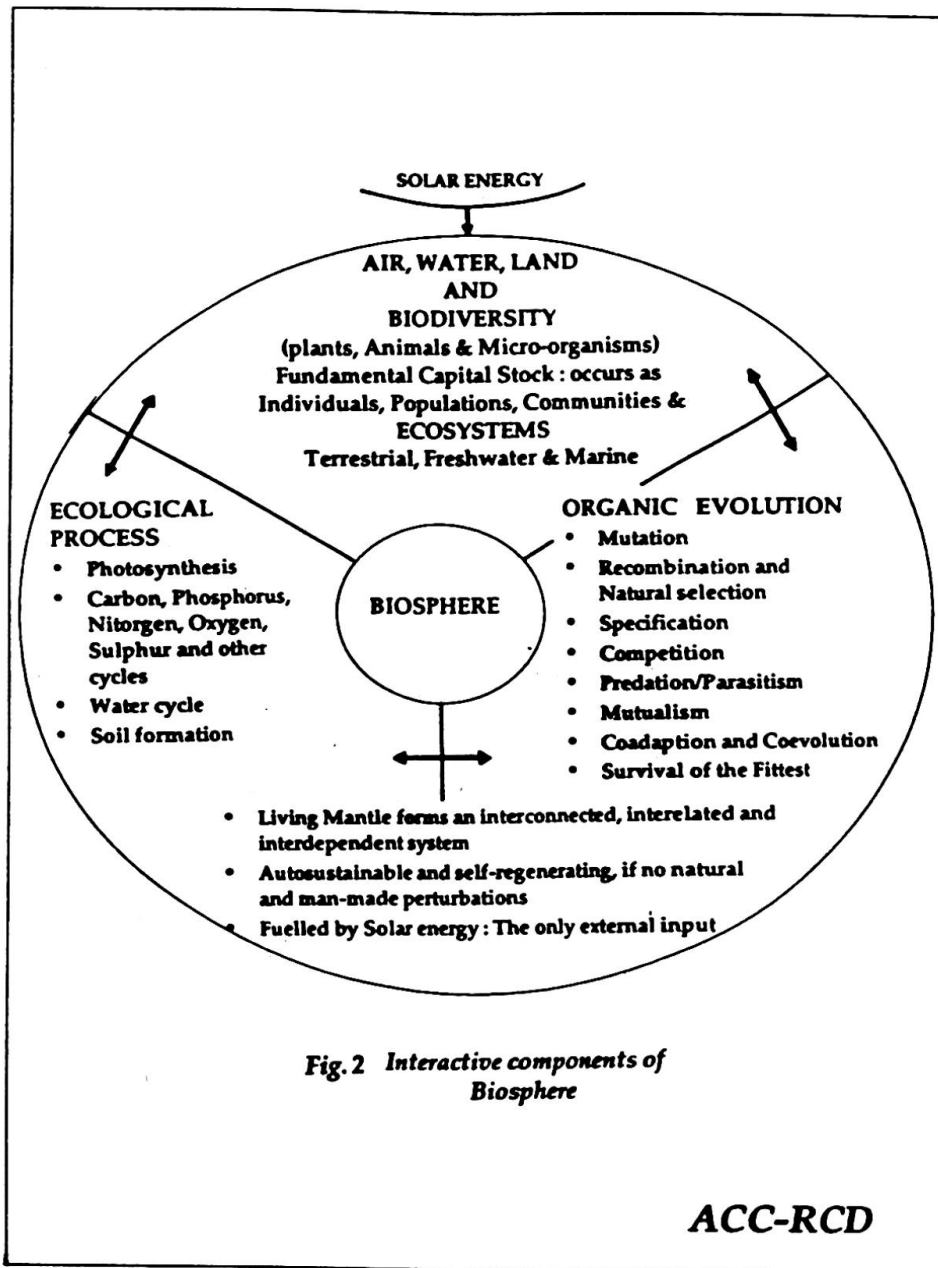 SOLAR ENERGY
AIR, WATER, LAND
AND
BIODIVERSITY
(plants, Animals & Micro-organisms)
Fundamental Capital Stock : occurs as
Individuals, Populations, Communities &
ECOSYSTEMS
Terrestrial, Freshwater & Marine
ECOLOGICAL
PROCESS
• Photosynthesis
• Carbon, Phosphorus,
Nitorgen, Oxygen,
Sulphur and other
cycles
• Water cycle
• Soil formation
BIOSPHERE
ORGANIC EVOLUTION
• Mutation
• Recombination and
Natural selection
• Specification
• Competition
• Predation/Parasitism
• Mutualism
• Coadaption and Coevolution
• Survival of the Fittest
• Living Mantle forms an interconnected, interelated and
interdependent system
• Autosustainable and self-regenerating, if no natural
and man-made perturbations
• Fuelled by Solar energy : The only external input
Fig. 2 Interactive components of
Biosphere
ACC-RCD